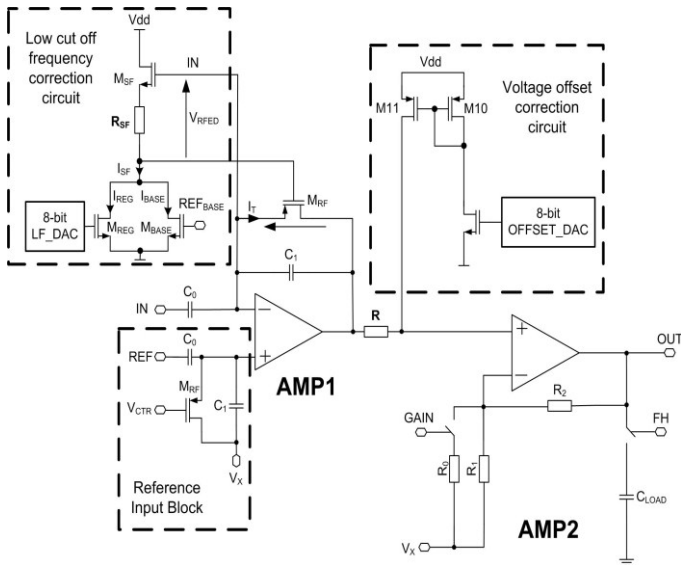 Low cut off
frequency
correction
circuit
Vdd
M_SF
R_SF
I_SF
I_REG
I_BASE
REF_BASE
8-bit
LF_DAC
M_REG
M_BASE
IN
V_RFED
I_T
M_RF
C_1
Vdd
M11
M10
Voltage offset
correction
circuit
8-bit
OFFSET_DAC
IN
C_0
REF
C_0
M_RF
V_CTR
C_1
V_X
Reference
Input Block
−
+
AMP1
R
+
−
OUT
R_2
GAIN
R_0
R_1
FH
C_LOAD
V_X
AMP2